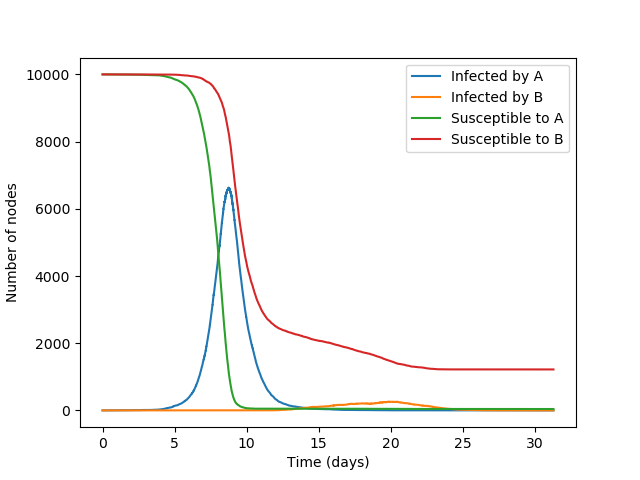 10000
8000
6000
4000
2000
0
Number of nodes
Infected by A
Infected by B
Susceptible to A
Susceptible to B
0 5 10 15 20 25 30
Time (days)